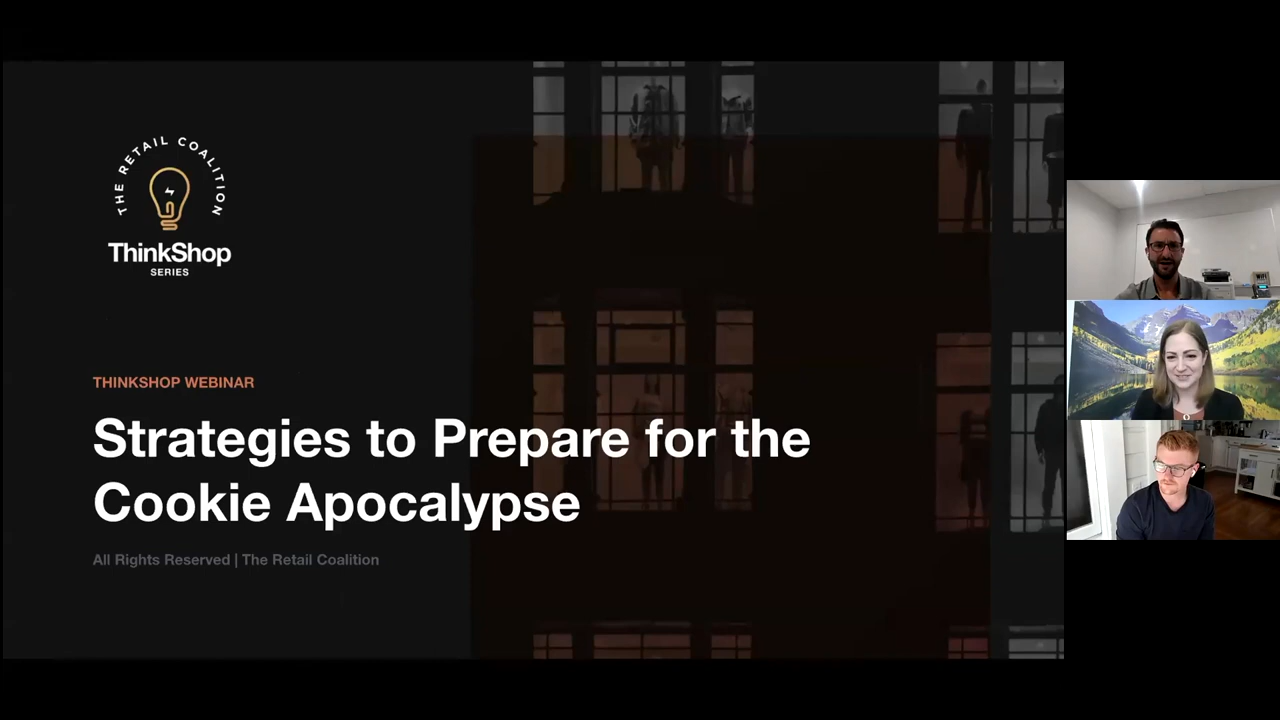 THE RETAIL COALITION
ThinkShop
SERIES
THINKSHOP WEBINAR
Strategies to Prepare for the
Cookie Apocalypse
All Rights Reserved | The Retail Coalition
WiFi